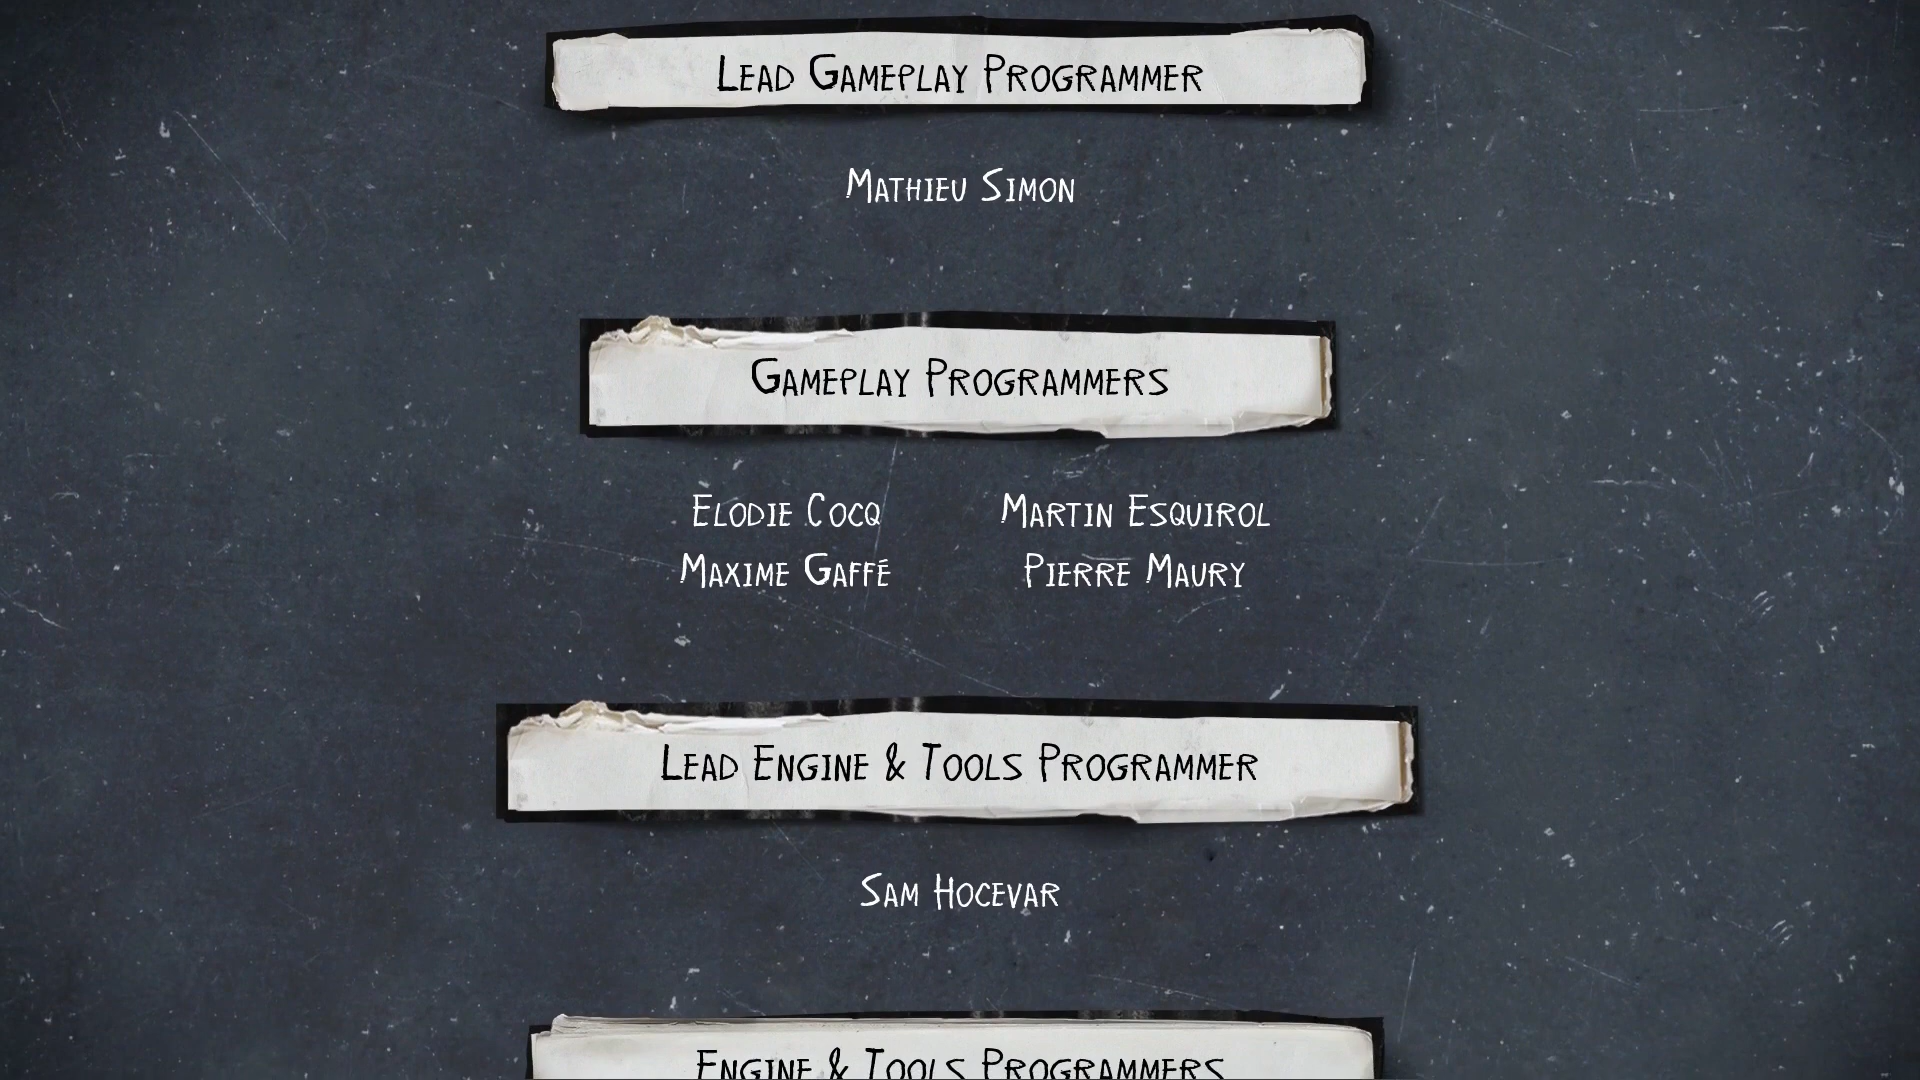 Lead Gameplay Programmer
Mathieu Simon
Gameplay Programmers
Elodie Cocq Martin Esquirol
Maxime Gaffé Pierre Maury
Lead Engine & Tools Programmer
Sam Hocevar
Engine & Tools Programmers